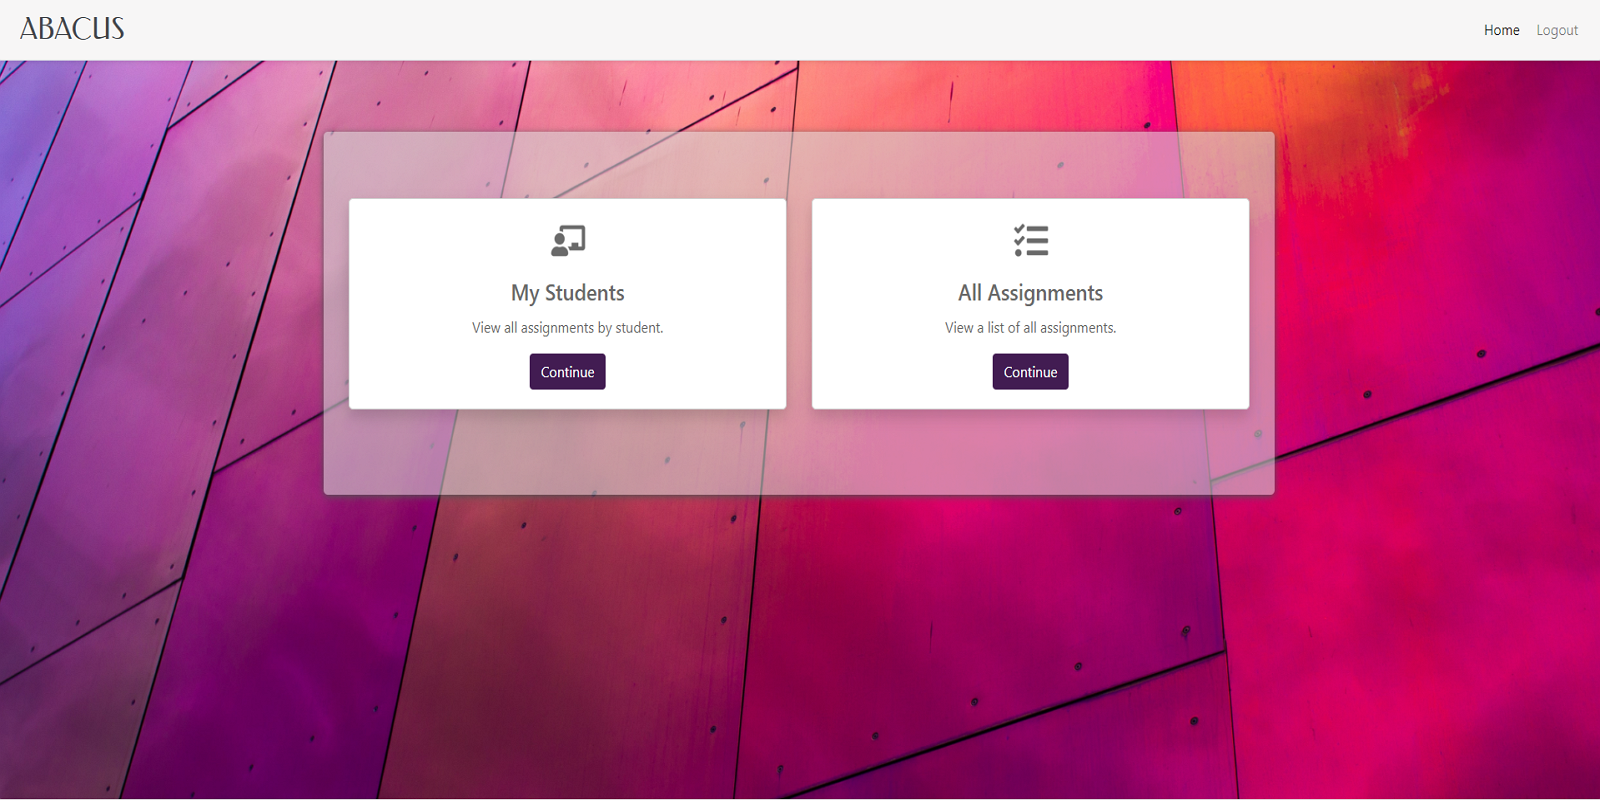 ABACUS
Home Logout
My Students
View all assignments by student.
Continue
All Assignments
View a list of all assignments.
Continue